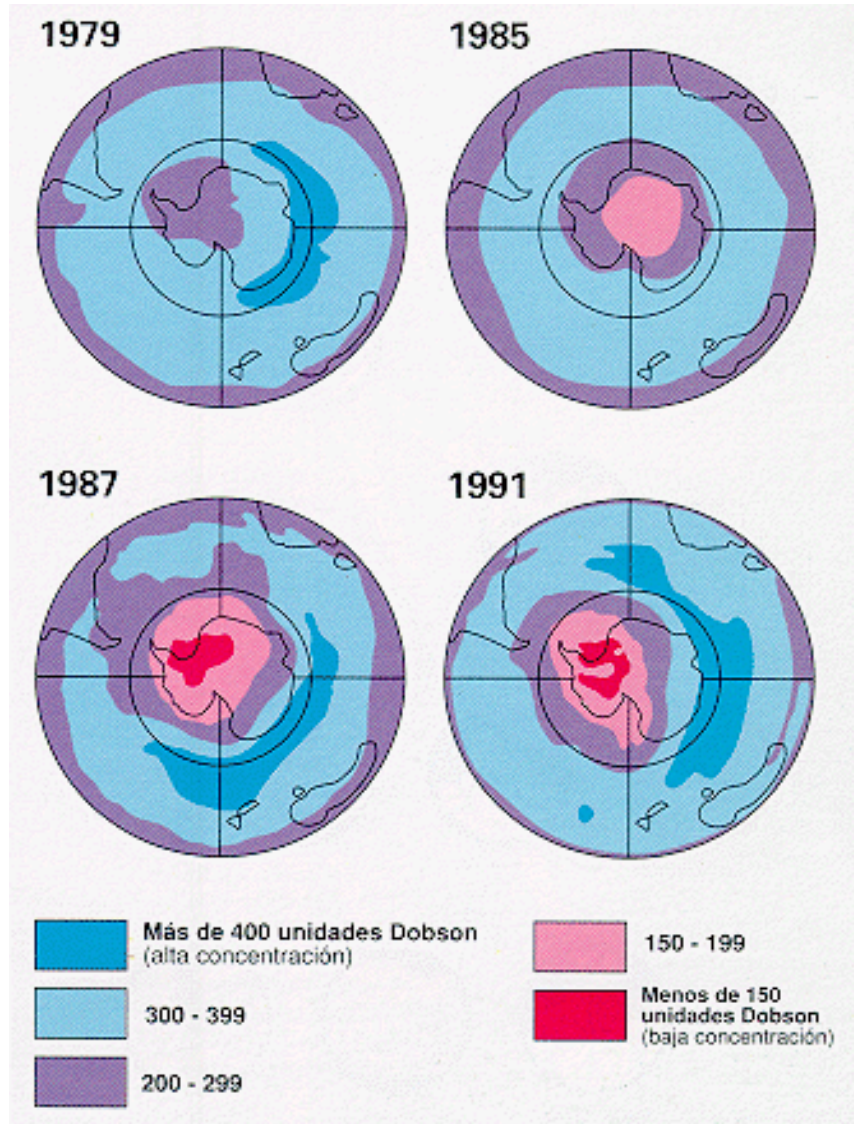 1979
1985
1987
1991
Más de 400 unidades Dobson
(alta concentración)
300 - 399
200 - 299
150 - 199
Menos de 150
unidades Dobson
(baja concentración)